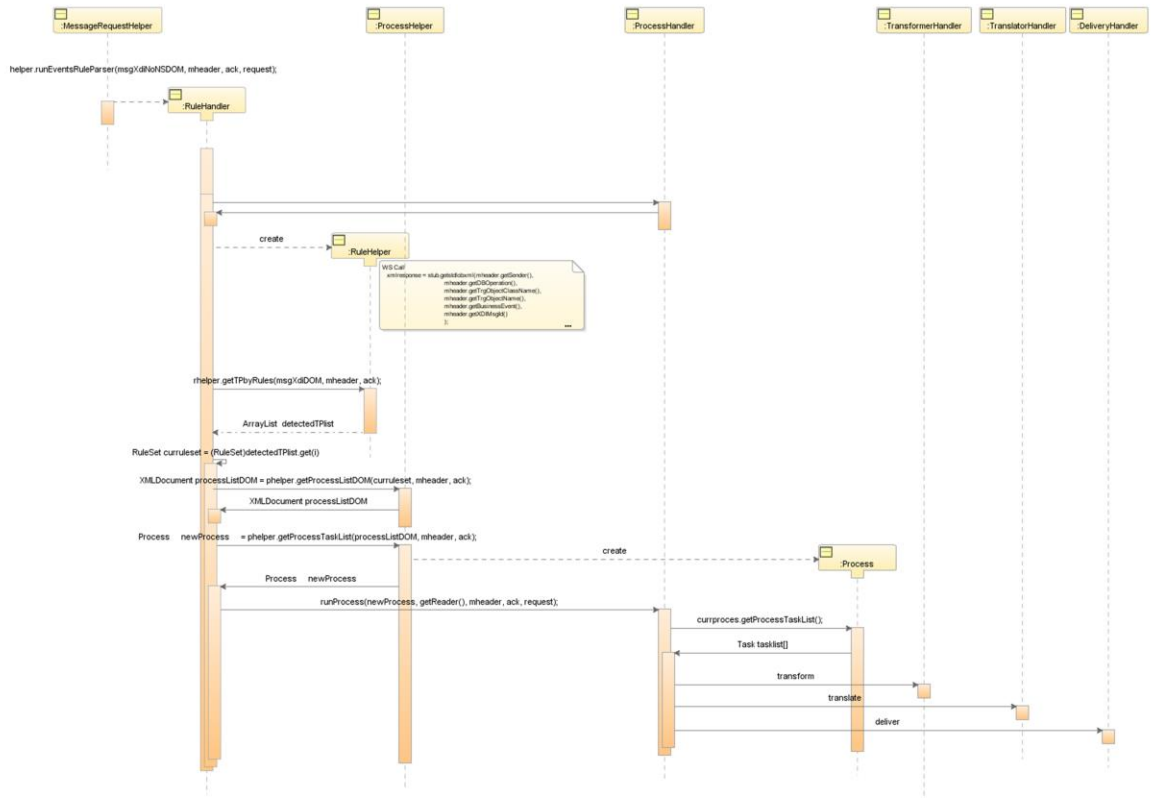 :MessageRequestHelper
:ProcessHelper
:ProcessHandler
:TransformerHandler
:TranslatorHandler
:DeliveryHandler
helper.runEventsRuleParser(msgXdiNoNSDOM, mheader, ack, request);
:RuleHandler
create
:RuleHelper
WS Call
mheader.getDBOperation(),
mheader.getTrgObjectClassName(),
mheader.getTrgObjectName(),
mheader.getBusinessEvent(),
mheader.getXDIMsgId()
);
rhelper.getTPbyRules(msgXdiDOM, mheader, ack);
ArrayList detectedTPlist
RuleSet curruleset = (RuleSet)detectedTPlist.get(i)
XMLDocument processListDOM = phelper.getProcessListDOM(curruleset, mheader, ack);
XMLDocument processListDOM
Process newProcess = phelper.getProcessTaskList(processListDOM, mheader, ack);
create
:Process
Process newProcess
runProcess(newProcess, getReader(), mheader, ack, request);
currproces.getProcessTaskList();
Task tasklist[]
transform
translate
deliver